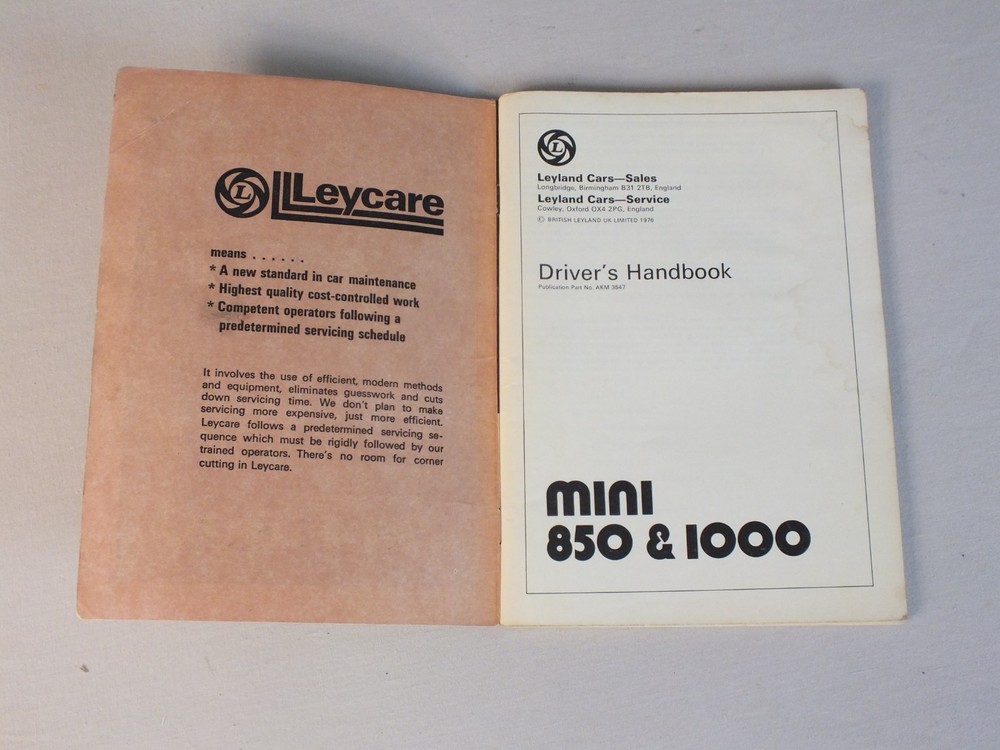 L Leycare
means . . . . . .
* A new standard in car maintenance
* Highest quality cost-controlled work
* Competent operators following a
predetermined servicing schedule
It involves the use of efficient, modern methods
and equipment, eliminates guesswork and cuts
down servicing time. We don't plan to make
servicing more expensive, just more efficient.
Leycare follows a predetermined servicing se-
quence which must be rigidly followed by our
trained operators. There's no room for corner
cutting in Leycare.
L
Leyland Cars—Sales
Longbridge, Birmingham B31 2TB, England
Leyland Cars—Service
Cowley, Oxford OX4 2PG, England
© BRITISH LEYLAND UK LIMITED 1976
Driver's Handbook
Publication Part No. AKM 3547
mini
850 & 1000